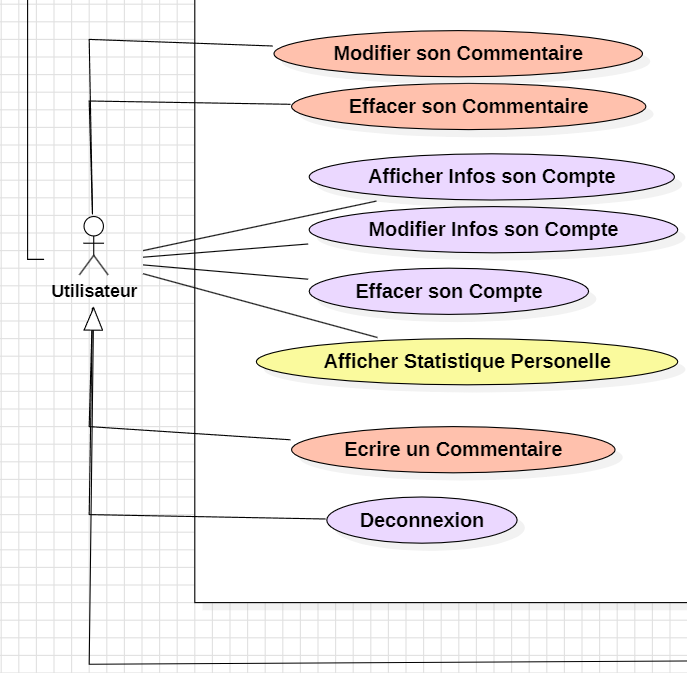 Modifier son Commentaire
Effacer son Commentaire
Afficher Infos son Compte
Modifier Infos son Compte
Utilisateur
Effacer son Compte
Afficher Statistique Personelle
Ecrire un Commentaire
Deconnexion